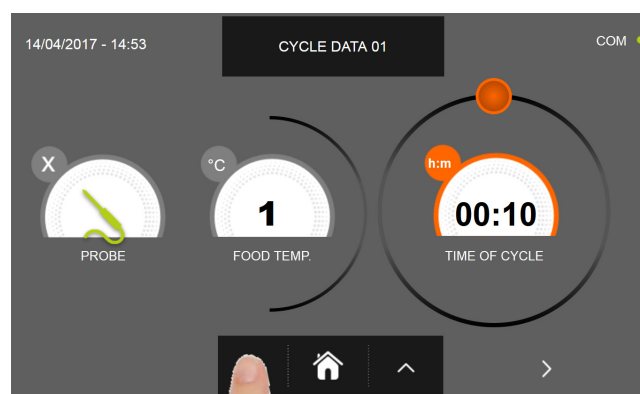 14/04/2017 - 14:53
CYCLE DATA 01
COM
X
°C
h:m
1
00:10
PROBE
FOOD TEMP.
TIME OF CYCLE